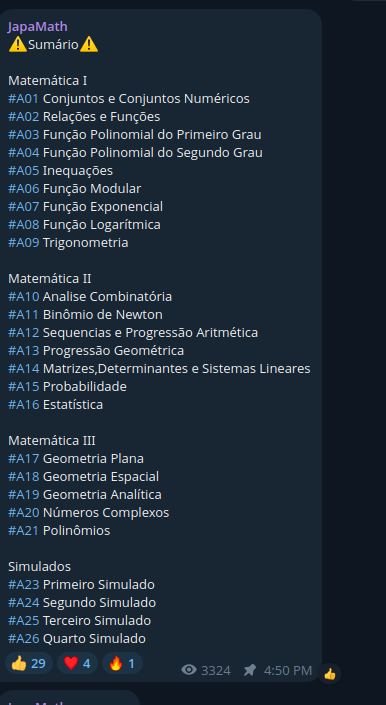 JapaMath
⚠️Sumário⚠️
Matemática I
#A01 Conjuntos e Conjuntos Numéricos
#A02 Relações e Funções
#A03 Função Polinomial do Primeiro Grau
#A04 Função Polinomial do Segundo Grau
#A05 Inequações
#A06 Função Modular
#A07 Função Exponencial
#A08 Função Logarítmica
#A09 Trigonometria
Matemática II
#A10 Analise Combinatória
#A11 Binômio de Newton
#A12 Sequencias e Progressão Aritmética
#A13 Progressão Geométrica
#A14 Matrizes,Determinantes e Sistemas Lineares
#A15 Probabilidade
#A16 Estatística
Matemática III
#A17 Geometria Plana
#A18 Geometria Espacial
#A19 Geometria Analítica
#A20 Números Complexos
#A21 Polinômios
Simulados
#A23 Primeiro Simulado
#A24 Segundo Simulado
#A25 Terceiro Simulado
#A26 Quarto Simulado
👍 29 ❤️ 4 🔥 1 3324 4:50 PM 👍